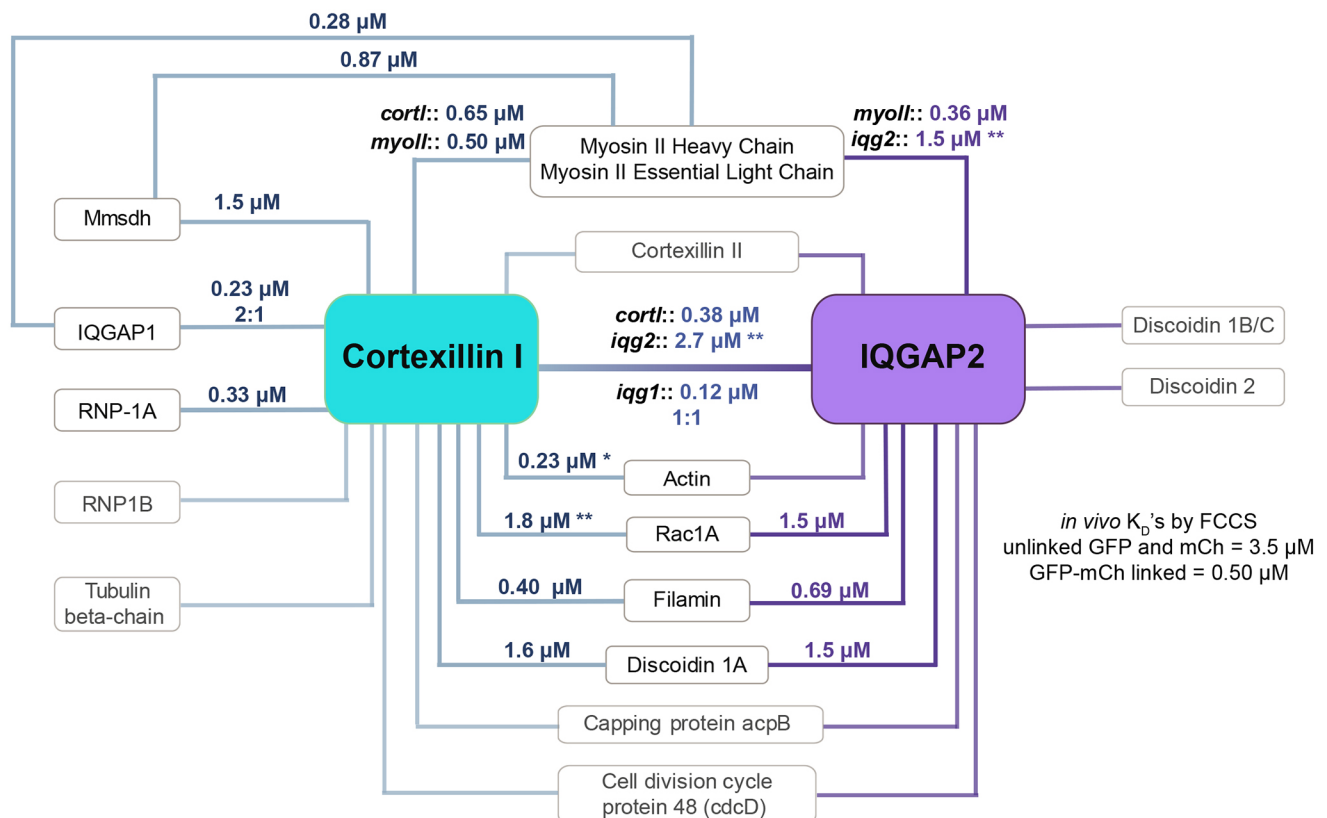 0.28 µM
0.87 µM
cortI:: 0.65 µM
myoII:: 0.50 µM
myoII:: 0.36 µM
iqg2:: 1.5 µM **
Myosin II Heavy Chain
Myosin II Essential Light Chain
Mmsdh
1.5 µM
Cortexillin II
0.23 µM
2:1
IQGAP1
cortI:: 0.38 µM
iqg2:: 2.7 µM **
Cortexillin I
IQGAP2
Discoidin 1B/C
Discoidin 2
iqg1:: 0.12 µM
1:1
RNP-1A
0.33 µM
0.23 µM *
Actin
RNP1B
1.8 µM **
Rac1A
1.5 µM
in vivo KD's by FCCS
unlinked GFP and mCh = 3.5 µM
GFP-mCh linked = 0.50 µM
Tubulin
beta-chain
0.40 µM
Filamin
0.69 µM
1.6 µM
Discoidin 1A
1.5 µM
Capping protein acpB
Cell division cycle
protein 48 (cdcD)